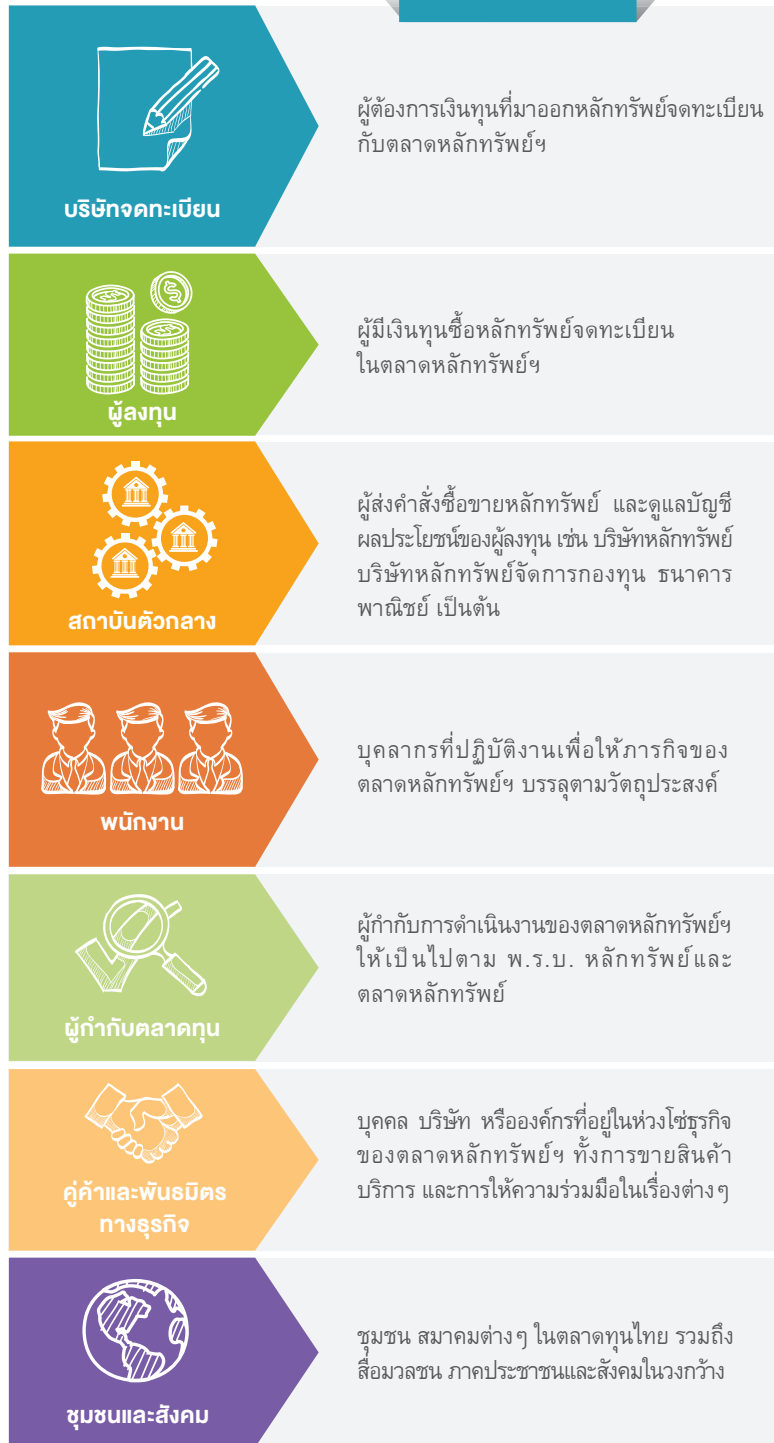 บริษัทจดทะเบียน
ผู้ต้องการเงินทุนที่มาออกหลักทรัพย์จดทะเบียน
กับตลาดหลักทรัพย์ฯ
ผู้ลงทุน
ผู้มีเงินทุนซื้อหลักทรัพย์จดทะเบียน
ในตลาดหลักทรัพย์ฯ
สถาบันตัวกลาง
ผู้ส่งคำสั่งซื้อขายหลักทรัพย์ และดูแลบัญชี
ผลประโยชน์ของผู้ลงทุน เช่น บริษัทหลักทรัพย์
บริษัทหลักทรัพย์จัดการกองทุน ธนาคาร
พาณิชย์ เป็นต้น
พนักงาน
บุคลากรที่ปฏิบัติงานเพื่อให้ภารกิจของ
ตลาดหลักทรัพย์ฯ บรรลุตามวัตถุประสงค์
ผู้กำกับตลาดทุน
ผู้กำกับการดำเนินงานของตลาดหลักทรัพย์ฯ
ให้เป็นไปตาม พ.ร.บ. หลักทรัพย์และ
ตลาดหลักทรัพย์
คู่ค้าและพันธมิตร
ทางธุรกิจ
บุคคล บริษัท หรือองค์กรที่อยู่ในห่วงโซ่ธุรกิจ
ของตลาดหลักทรัพย์ฯ ทั้งการขายสินค้า
บริการ และการให้ความร่วมมือในเรื่องต่างๆ
ชุมชนและสังคม
ชุมชน สมาคมต่างๆ ในตลาดทุนไทย รวมถึง
สื่อมวลชน ภาคประชาชนและสังคมในวงกว้าง